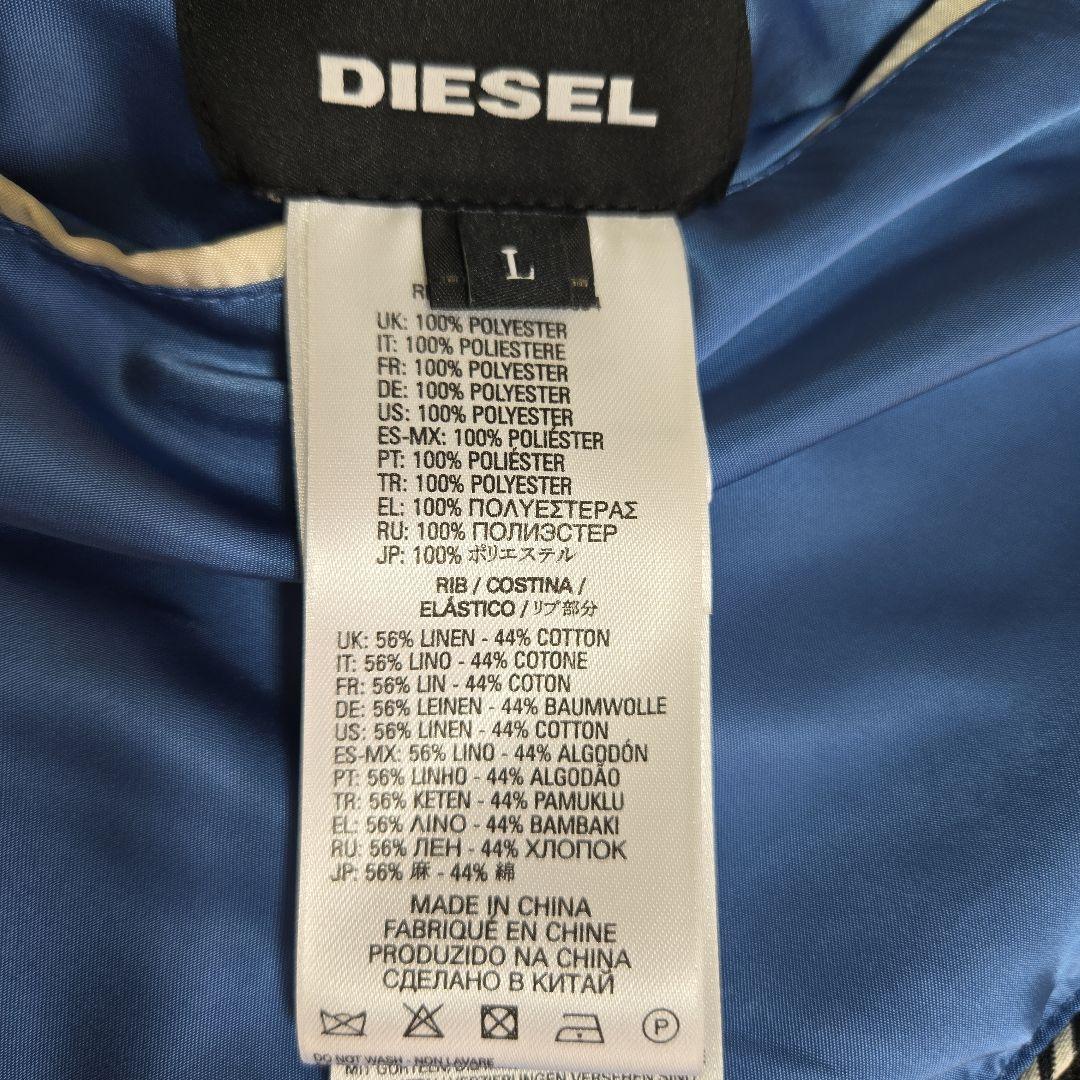 DIESEL
L
UK: 100% POLYESTER
IT: 100% POLIESTERE
FR: 100% POLYESTER
DE: 100% POLYESTER
US: 100% POLYESTER
ES-MX: 100% POLIÉSTER
PT: 100% POLIÉSTER
TR: 100% POLYESTER
EL: 100% ΠΟΛΥΕΣΤΕΡΑΣ
RU: 100% ПОЛИЭСТЕР
JP: 100% ポリエステル
RIB / COSTINA /
ELÁSTICO / リブ部分
UK: 56% LINEN - 44% COTTON
IT: 56% LINO - 44% COTONE
FR: 56% LIN - 44% COTON
DE: 56% LEINEN - 44% BAUMWOLLE
US: 56% LINEN - 44% COTTON
ES-MX: 56% LINO - 44% ALGODÓN
PT: 56% LINHO - 44% ALGODÃO
TR: 56% KETEN - 44% PAMUKLU
EL: 56% ΛΙΝΟ - 44% ΒΑΜΒΑΚΙ
RU: 56% ЛЕН - 44% ХЛОПОК
JP: 56% 麻 - 44% 綿
MADE IN CHINA
FABRIQUÉ EN CHINE
PRODUZIDO NA CHINA
СДЕЛАНО В КИТАЙ
P
DO NOT WASH - NON LAVARE
VERZIERUNGEN VERSEHEN SIND